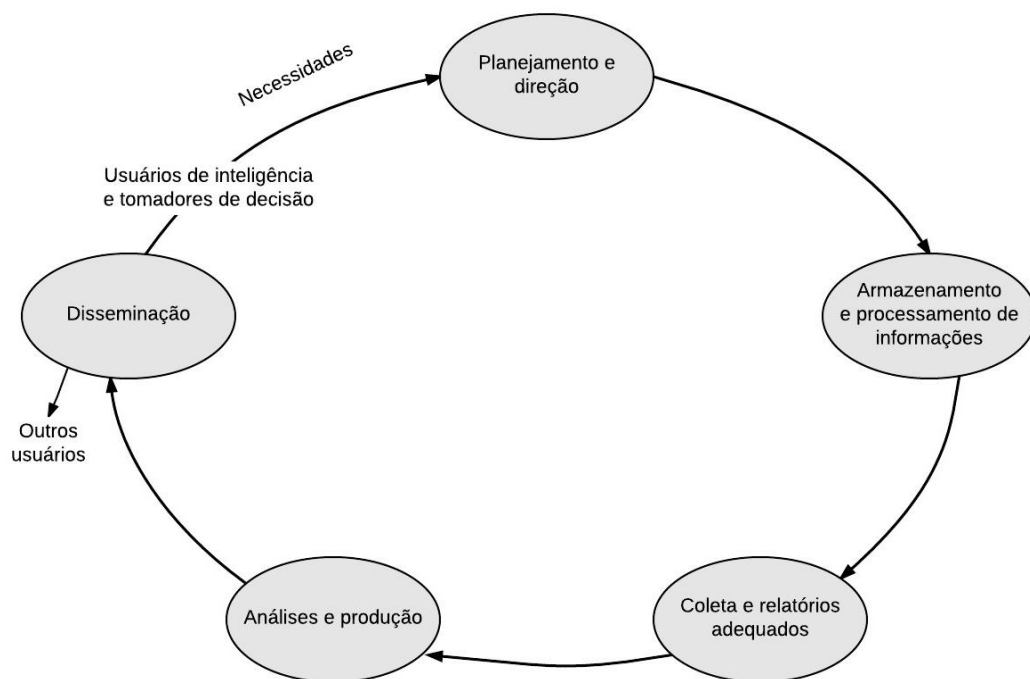 Necessidades
Planejamento e
direção
Usuários de inteligência
e tomadores de decisão
Disseminação
Armazenamento
e processamento de
informações
Outros
usuários
Análises e produção
Coleta e relatórios
adequados